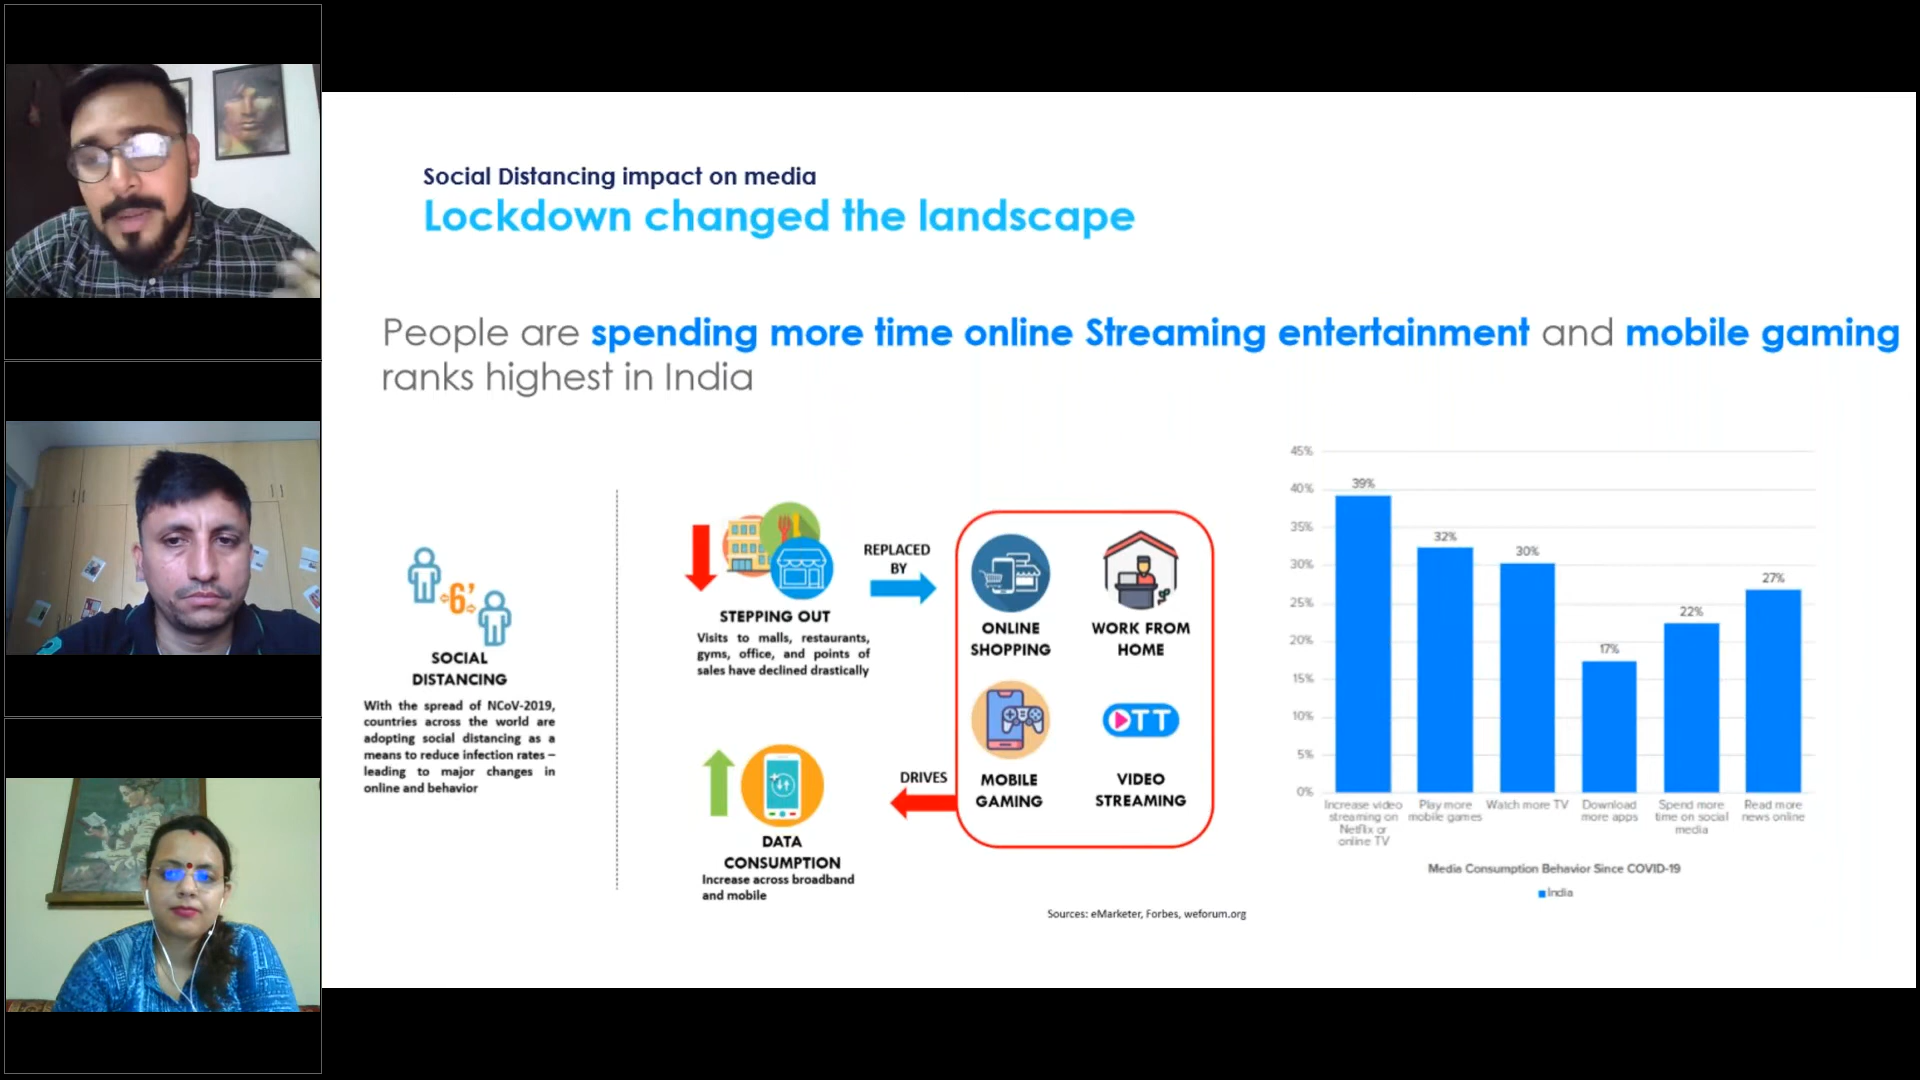 Social Distancing impact on media
Lockdown changed the landscape
People are spending more time online Streaming entertainment and mobile gaming
ranks highest in India
6'
SOCIAL
DISTANCING
With the spread of NCoV-2019,
countries across the world are
adopting social distancing as a
means to reduce infection rates –
leading to major changes in
online and behavior
STEPPING OUT
Visits to malls, restaurants,
gyms, office, and points of
sales have declined drastically
REPLACED
BY
ONLINE
SHOPPING
WORK FROM
HOME
MOBILE
GAMING
OTT
VIDEO
STREAMING
DRIVES
DATA
CONSUMPTION
Increase across broadband
and mobile
Sources: eMarketer, Forbes, weforum.org
45%
40%
35%
30%
25%
20%
15%
10%
5%
0%
39%
32%
30%
17%
22%
27%
Increase video
streaming on
Netflix or
online TV
Play more
mobile games
Watch more TV
Download
more apps
Spend more
time on social
media
Read more
news online
Media Consumption Behavior Since COVID-19
India